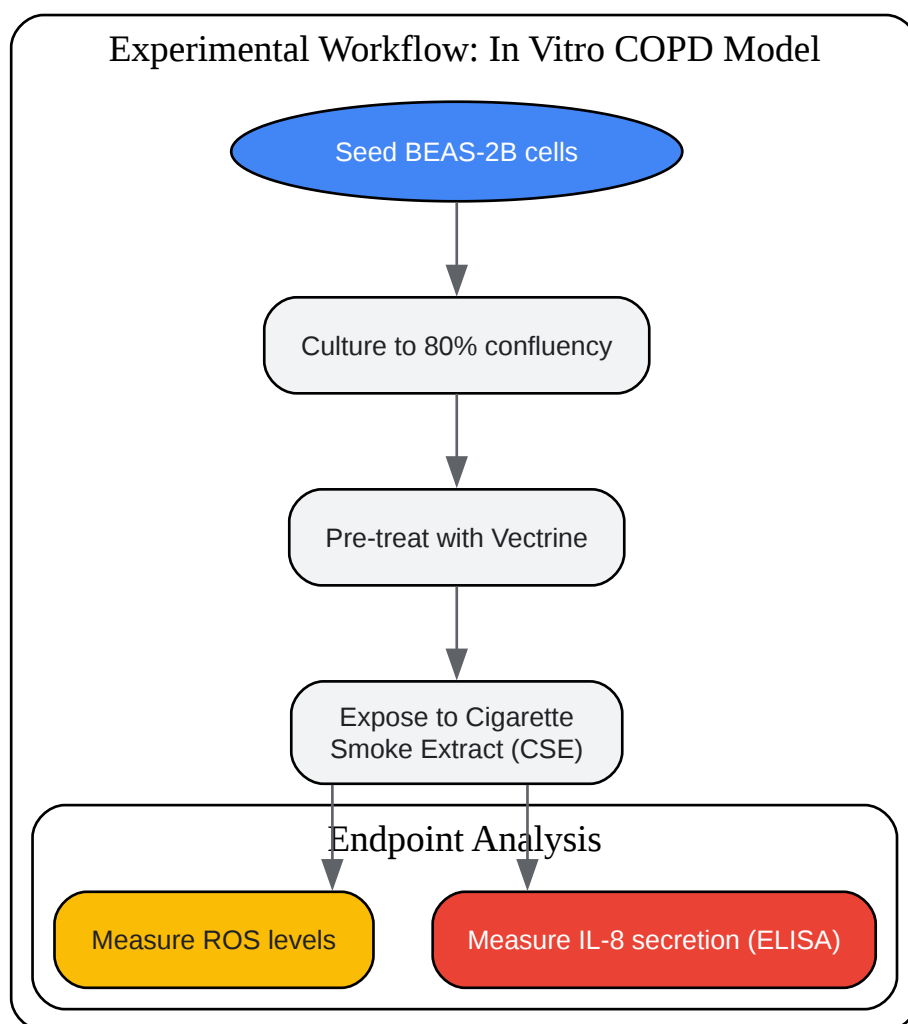 Experimental Workflow: In Vitro COPD Model
Seed BEAS-2B cells
Culture to 80% confluency
Pre-treat with Vectrine
Expose to Cigarette
Smoke Extract (CSE)
Endpoint Analysis
Measure ROS levels
Measure IL-8 secretion (ELISA)